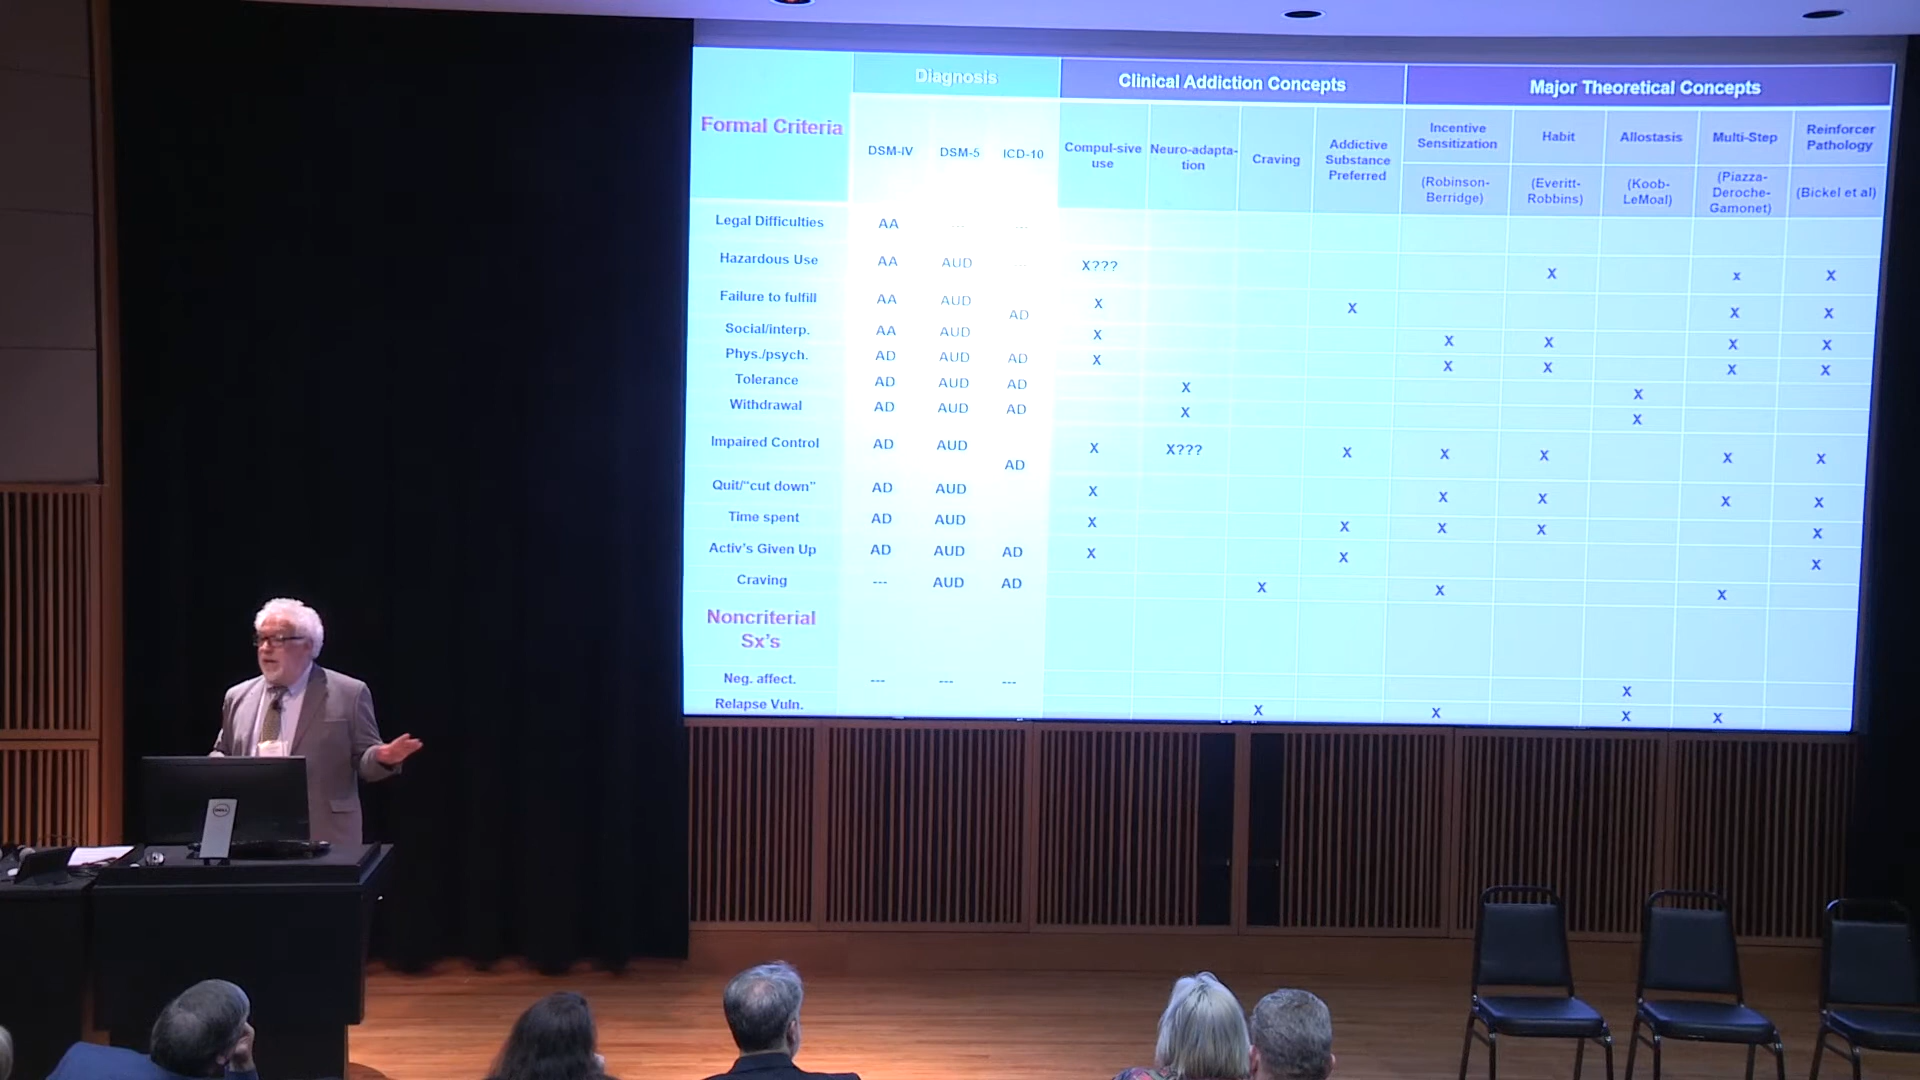 Diagnosis Clinical Addiction Concepts Major Theoretical Concepts
Formal Criteria DSM-IV DSM-5 ICD-10 Compul-sive use Neuro-adapta-tion Craving Addictive Substance Preferred Incentive Sensitization Habit Allostasis Multi-Step Reinforcer Pathology
(Robinson-Berridge) (Everitt-Robbins) (Koob-LeMoal) (Piazza-Deroche-Gamonet) (Bickel et al)
Legal Difficulties AA --- ---
Hazardous Use AA AUD --- X??? X x X
Failure to fulfill AA AUD AD X X X X
Social/interp. AA AUD X X X X X
Phys./psych. AD AUD AD X X X X X
Tolerance AD AUD AD X X
Withdrawal AD AUD AD X X
Impaired Control AD AUD AD X X??? X X X X X
Quit/“cut down” AD AUD X X X X X
Time spent AD AUD X X X X X
Activ’s Given Up AD AUD AD X X X
Craving --- AUD AD X X X
Noncriterial
Sx’s
Neg. affect. --- --- --- X
Relapse Vuln. X X X X
DELL